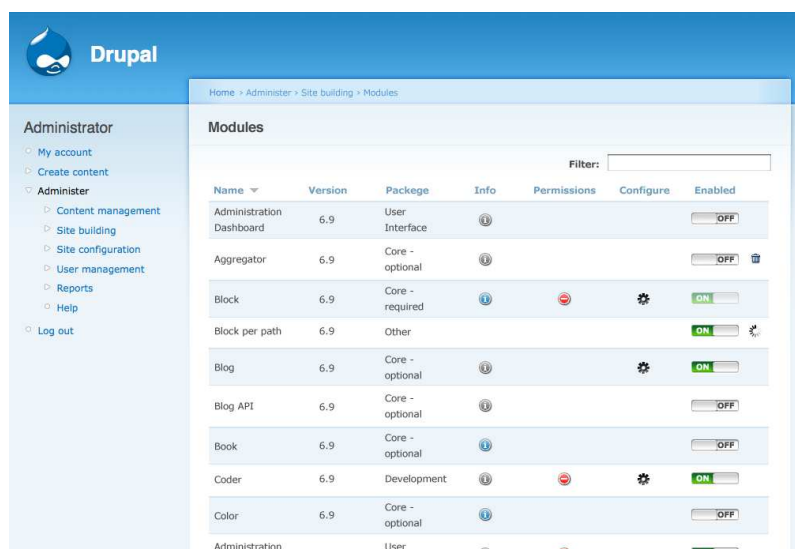 Drupal
Home > Administer > Site building > Modules
Administrator
My account
Create content
Administer
Content management
Site building
Site configuration
User management
Reports
Help
Log out
Modules
Filter:
Name Version Packege Info Permissions Configure Enabled
Administration Dashboard 6.9 User Interface OFF
Aggregator 6.9 Core - optional OFF
Block 6.9 Core - required ON
Block per path 6.9 Other ON
Blog 6.9 Core - optional ON
Blog API 6.9 Core - optional OFF
Book 6.9 Core - optional OFF
Coder 6.9 Development ON
Color 6.9 Core - optional OFF
Administration User